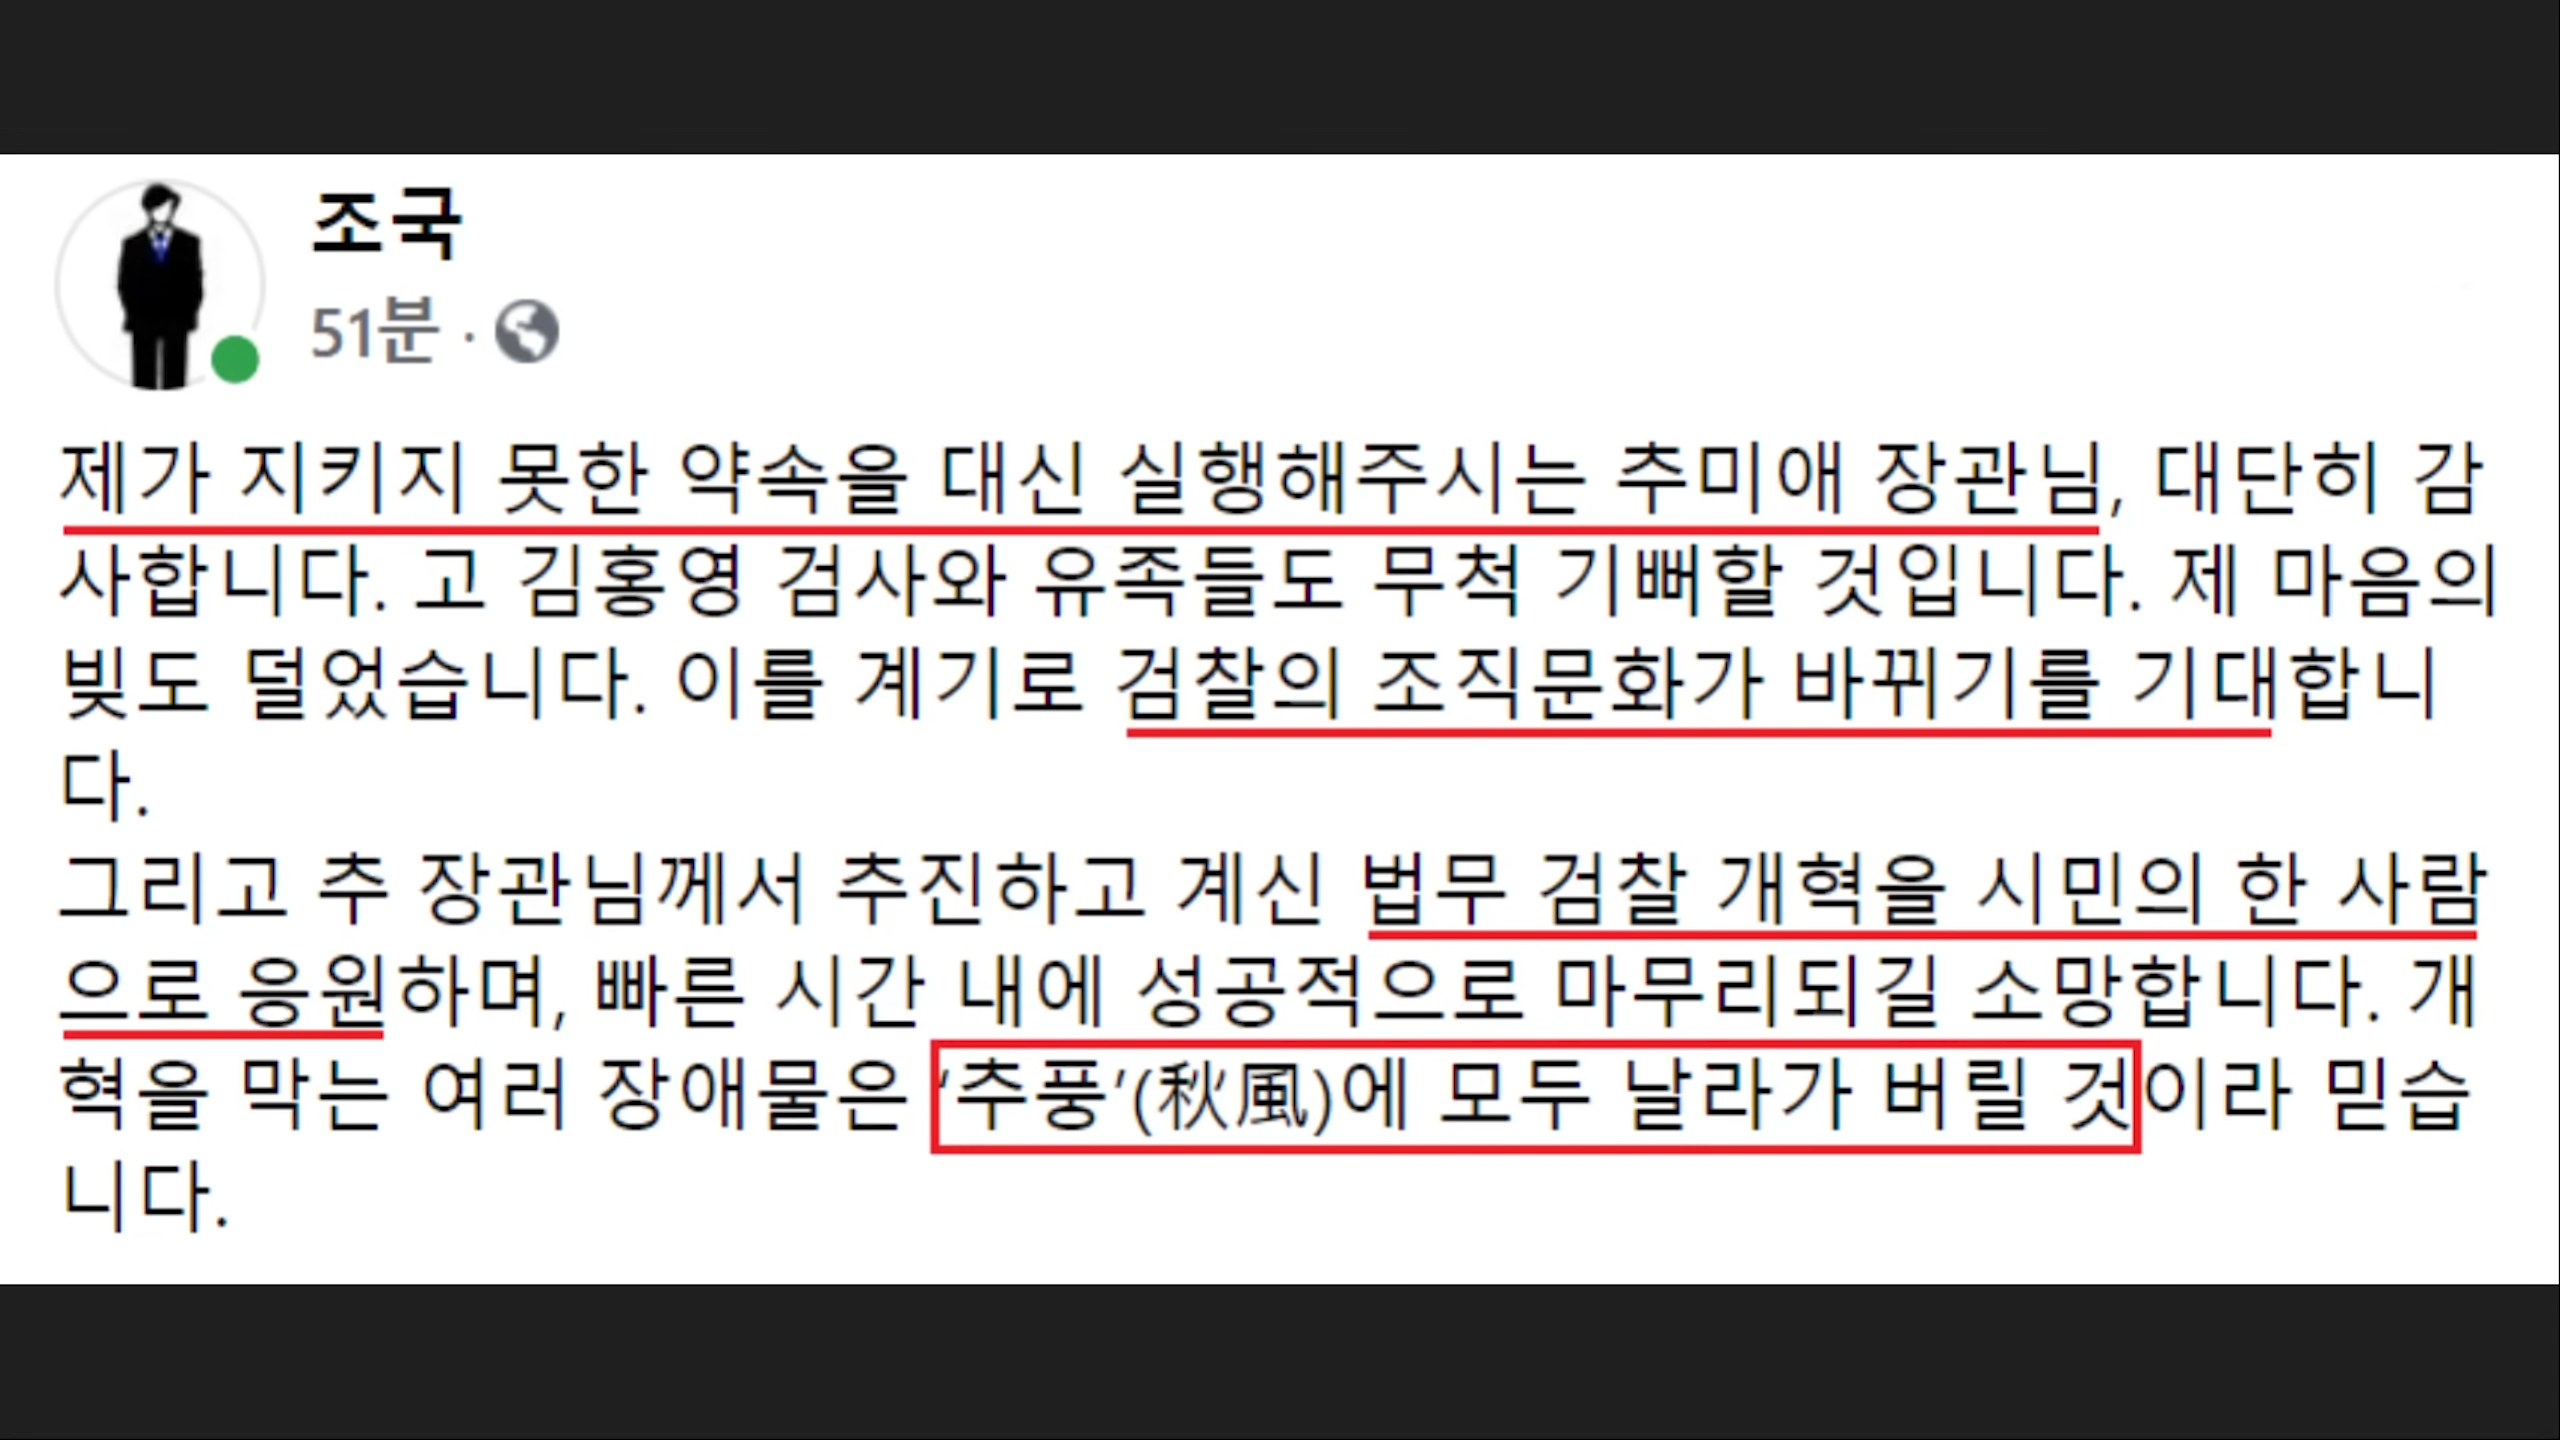 조국
51분 ·
제가 지키지 못한 약속을 대신 실행해주시는 추미애 장관님, 대단히 감
사합니다. 고 김홍영 검사와 유족들도 무척 기뻐할 것입니다. 제 마음의
빚도 덜었습니다. 이를 계기로 검찰의 조직문화가 바뀌기를 기대합니
다.
그리고 추 장관님께서 추진하고 계신 법무 검찰 개혁을 시민의 한 사람
으로 응원하며, 빠른 시간 내에 성공적으로 마무리되길 소망합니다. 개
혁을 막는 여러 장애물은 ‘추풍’(秋風)에 모두 날라가 버릴 것이라 믿습
니다.